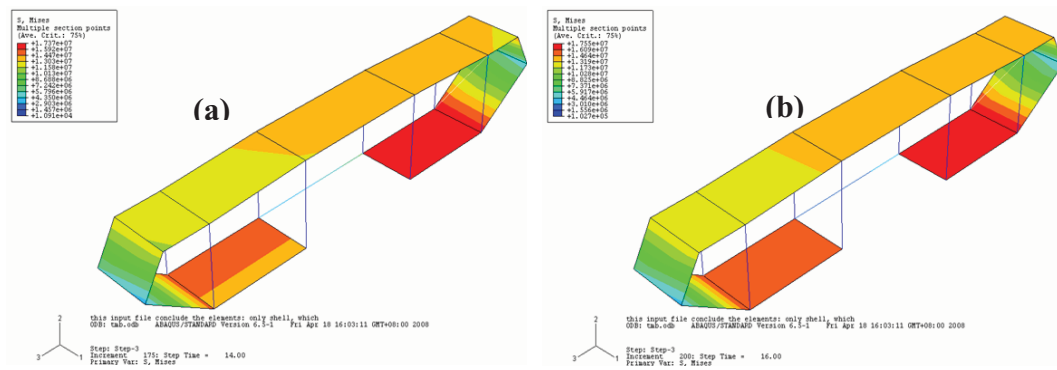 S, Mises
Multiple section points
(Ave. Crit.: 75%)
+1.737e+07
+1.592e+07
+1.447e+07
+1.303e+07
+1.158e+07
+1.013e+07
+8.688e+06
+7.242e+06
+5.796e+06
+4.350e+06
+2.903e+06
+1.457e+06
+1.091e+04
(a)
this input file conclude the elements: only shell, which
ODB: tmb.odb ABAQUS/STANDARD Version 6.5-1 Fri Apr 18 16:03:11 GMT+08:00 2008
2
3
1
Step: Step-3
Increment 175: Step Time = 14.00
Primary Var: S, Mises
S, Mises
Multiple section points
(Ave. Crit.: 75%)
+1.755e+07
+1.609e+07
+1.464e+07
+1.319e+07
+1.173e+07
+1.028e+07
+8.825e+06
+7.371e+06
+5.917e+06
+4.464e+06
+3.010e+06
+1.556e+06
+1.027e+05
(b)
this input file conclude the elements: only shell, which
ODB: tmb.odb ABAQUS/STANDARD Version 6.5-1 Fri Apr 18 16:03:11 GMT+08:00 2008
2
3
1
Step: Step-3
Increment 200: Step Time = 16.00
Primary Var: S, Mises